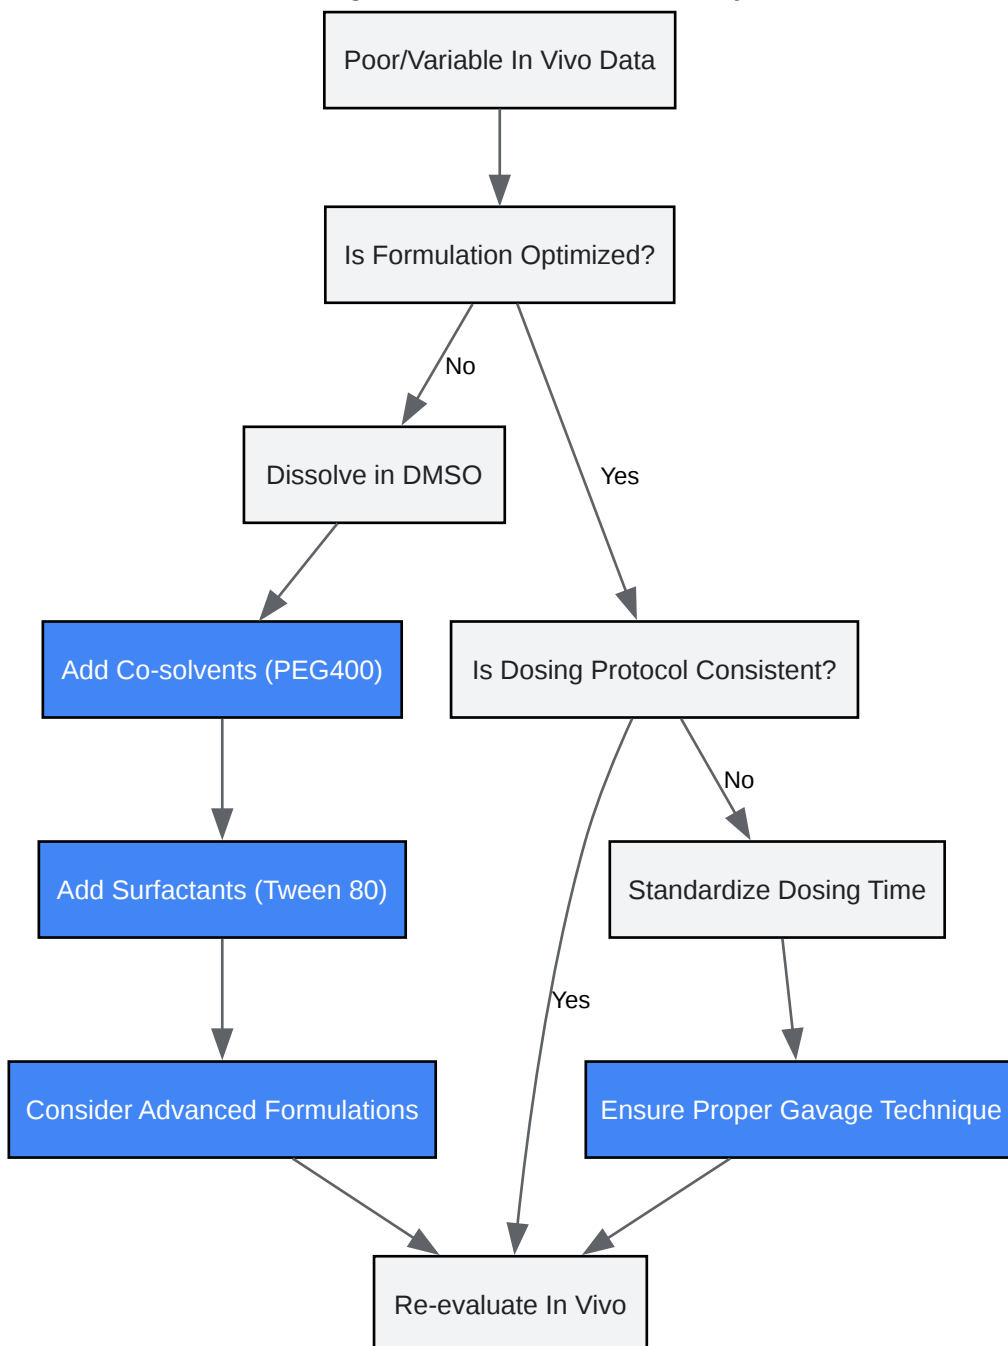 Poor/Variable In Vivo Data
Is Formulation Optimized?
No
Yes
Dissolve in DMSO
Add Co-solvents (PEG400)
Is Dosing Protocol Consistent?
No
Add Surfactants (Tween 80)
Standardize Dosing Time
Yes
Consider Advanced Formulations
Ensure Proper Gavage Technique
Re-evaluate In Vivo